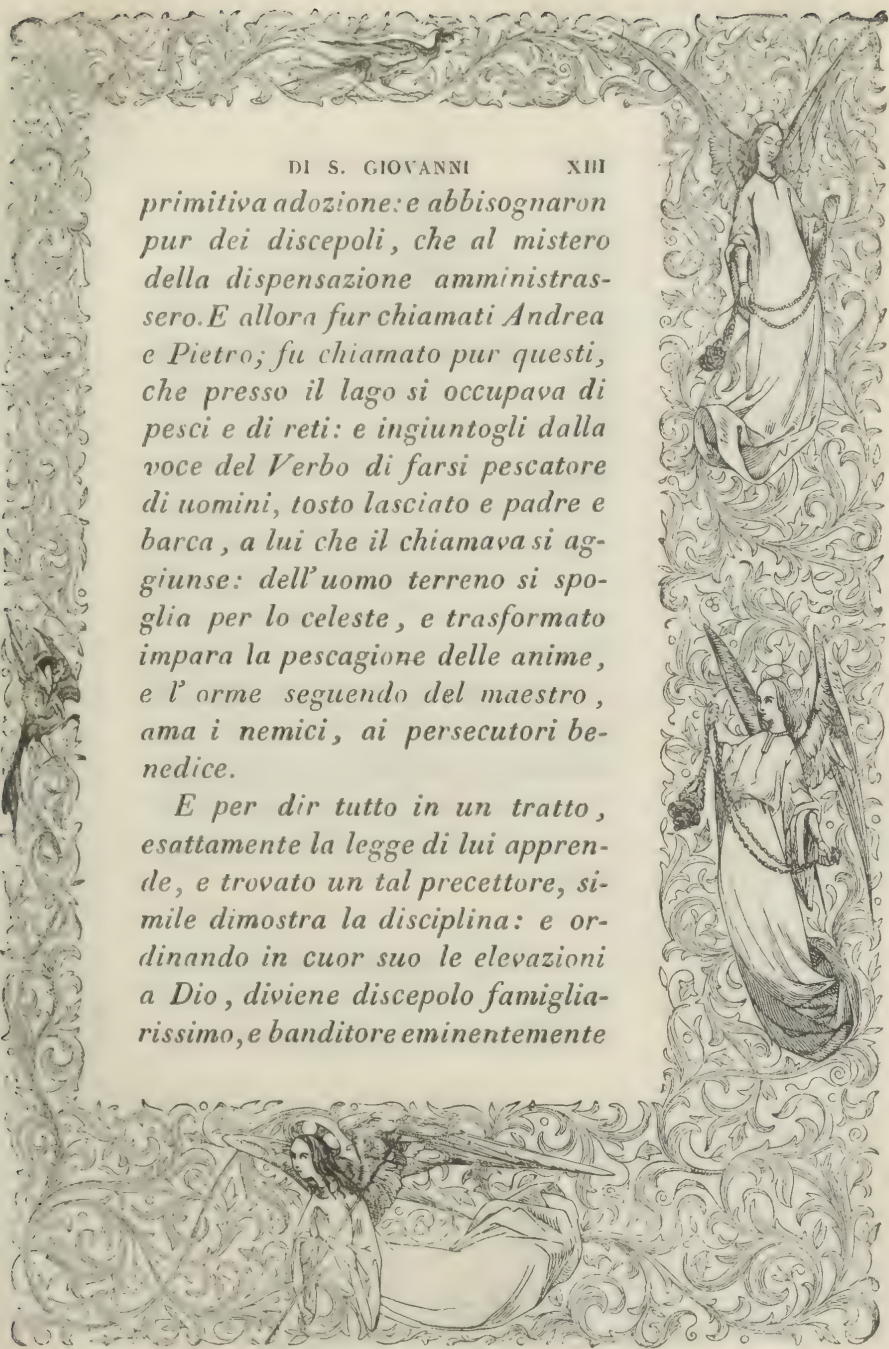 DI S. GIOVANNI XIII
primitiva adozione: e abbisognaron
pur dei discepoli, che al mistero
della dispensazione amministras-
sero. E allora fur chiamati Andrea
e Pietro; fu chiamato pur questi,
che presso il lago si occupava di
pesci e di reti: e ingiuntogli dalla
voce del Verbo di farsi pescatore
di uomini, tosto lasciato e padre e
barca, a lui che il chiamava si ag-
giunse: dell'uomo terreno si spo-
glia per lo celeste, e trasformato
impara la pescagione delle anime,
e l'orme seguendo del maestro,
ama i nemici, ai persecutori be-
nedice.
E per dir tutto in un tratto,
esattamente la legge di lui appren-
de, e trovato un tal precettore, si-
mile dimostra la disciplina: e or-
dinando in cuor suo le elevazioni
a Dio, diviene discepolo famiglia-
rissimo, e banditore eminentemente